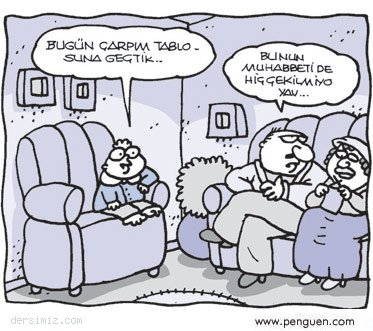 BUGÜN ÇARPIM TABLO-
SUNA GEÇTİK..
BUNUN
MUHABBETİ DE
HİÇ ÇEKİLMİYO
YAV...
dersimiz.com
www.penguen.com